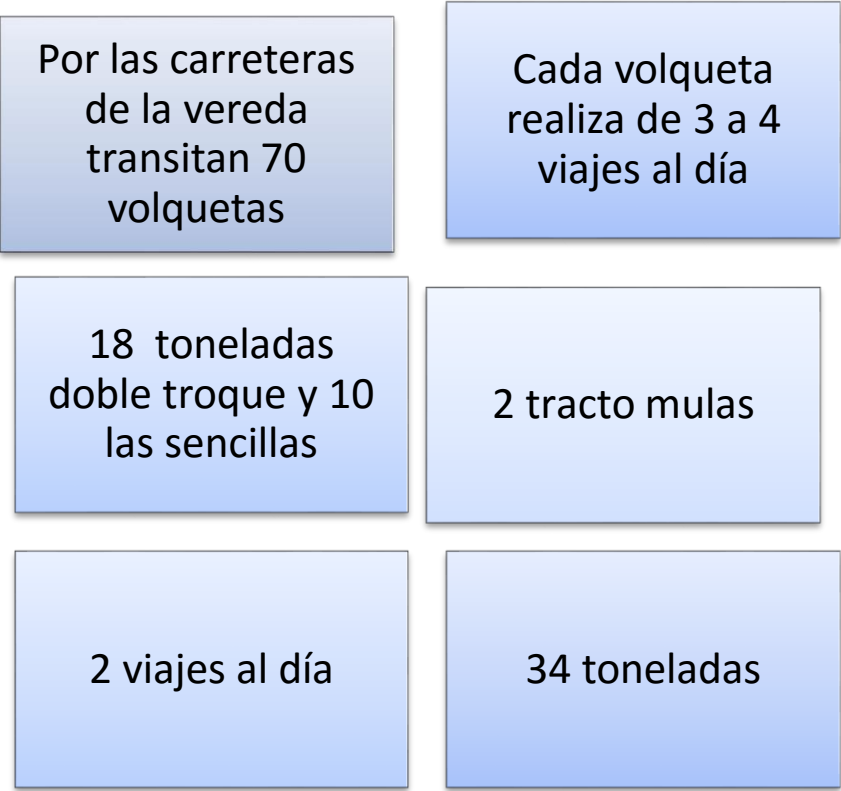 Por las carreteras
de la vereda
transitan 70
volquetas
Cada volqueta
realiza de 3 a 4
viajes al día
18 toneladas
doble troque y 10
las sencillas
2 tracto mulas
2 viajes al día
34 toneladas